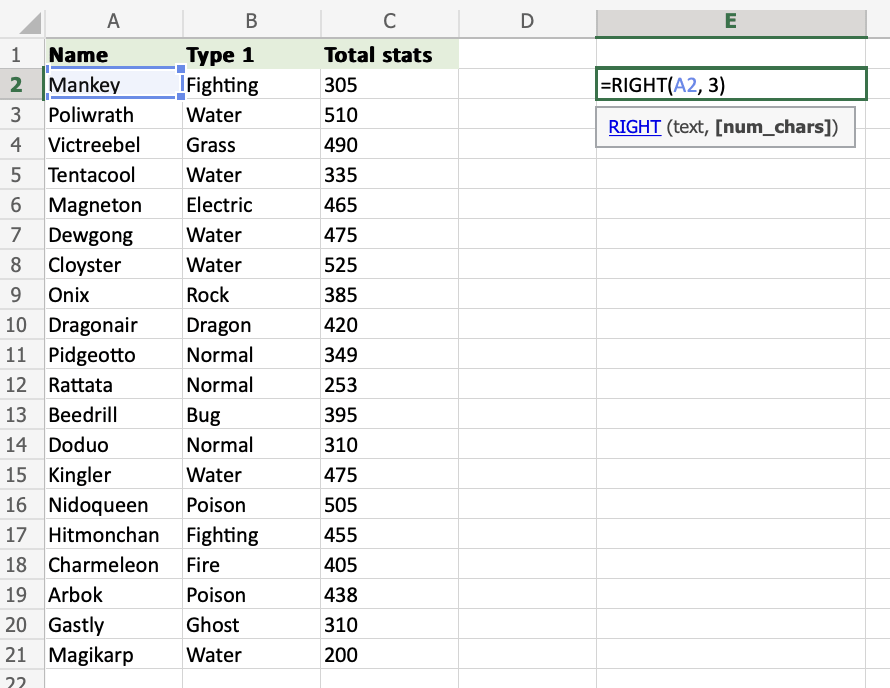 A B C D E
1 Name Type 1 Total stats
2 Mankey Fighting 305 =RIGHT(A2, 3)
3 Poliwrath Water 510 RIGHT (text, [num_chars])
4 Victreebel Grass 490
5 Tentacool Water 335
6 Magneton Electric 465
7 Dewgong Water 475
8 Cloyster Water 525
9 Onix Rock 385
10 Dragonair Dragon 420
11 Pidgeotto Normal 349
12 Rattata Normal 253
13 Beedrill Bug 395
14 Doduo Normal 310
15 Kingler Water 475
16 Nidoqueen Poison 505
17 Hitmonchan Fighting 455
18 Charmeleon Fire 405
19 Arbok Poison 438
20 Gastly Ghost 310
21 Magikarp Water 200
22